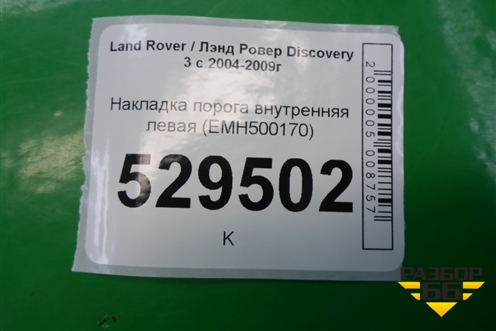 Land Rover / Лэнд Ровер Discovery
3 с 2004-2009г
Накладка порога внутренняя
левая (EMH500170)
529502
К
2000005008757
РАЗБОР
66